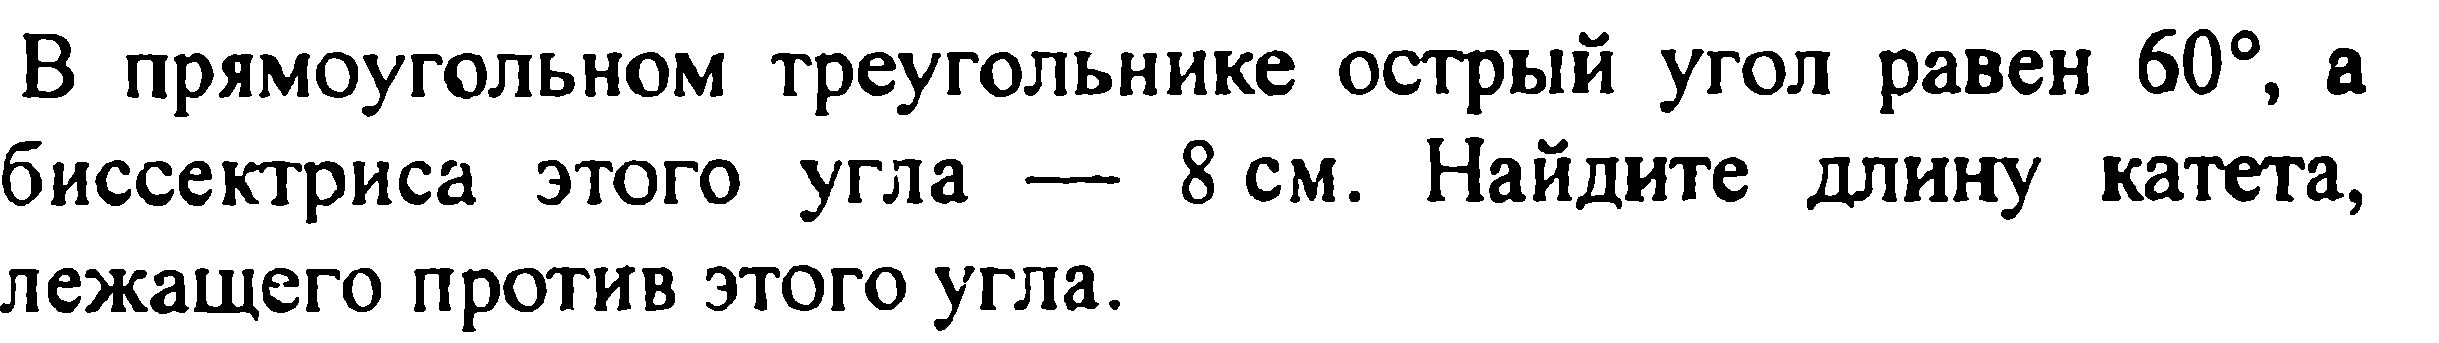 В прямоугольном треугольнике острый угол равен 60°, а
биссектриса этого угла — 8 см. Найдите длину катета,
лежащего против этого угла.